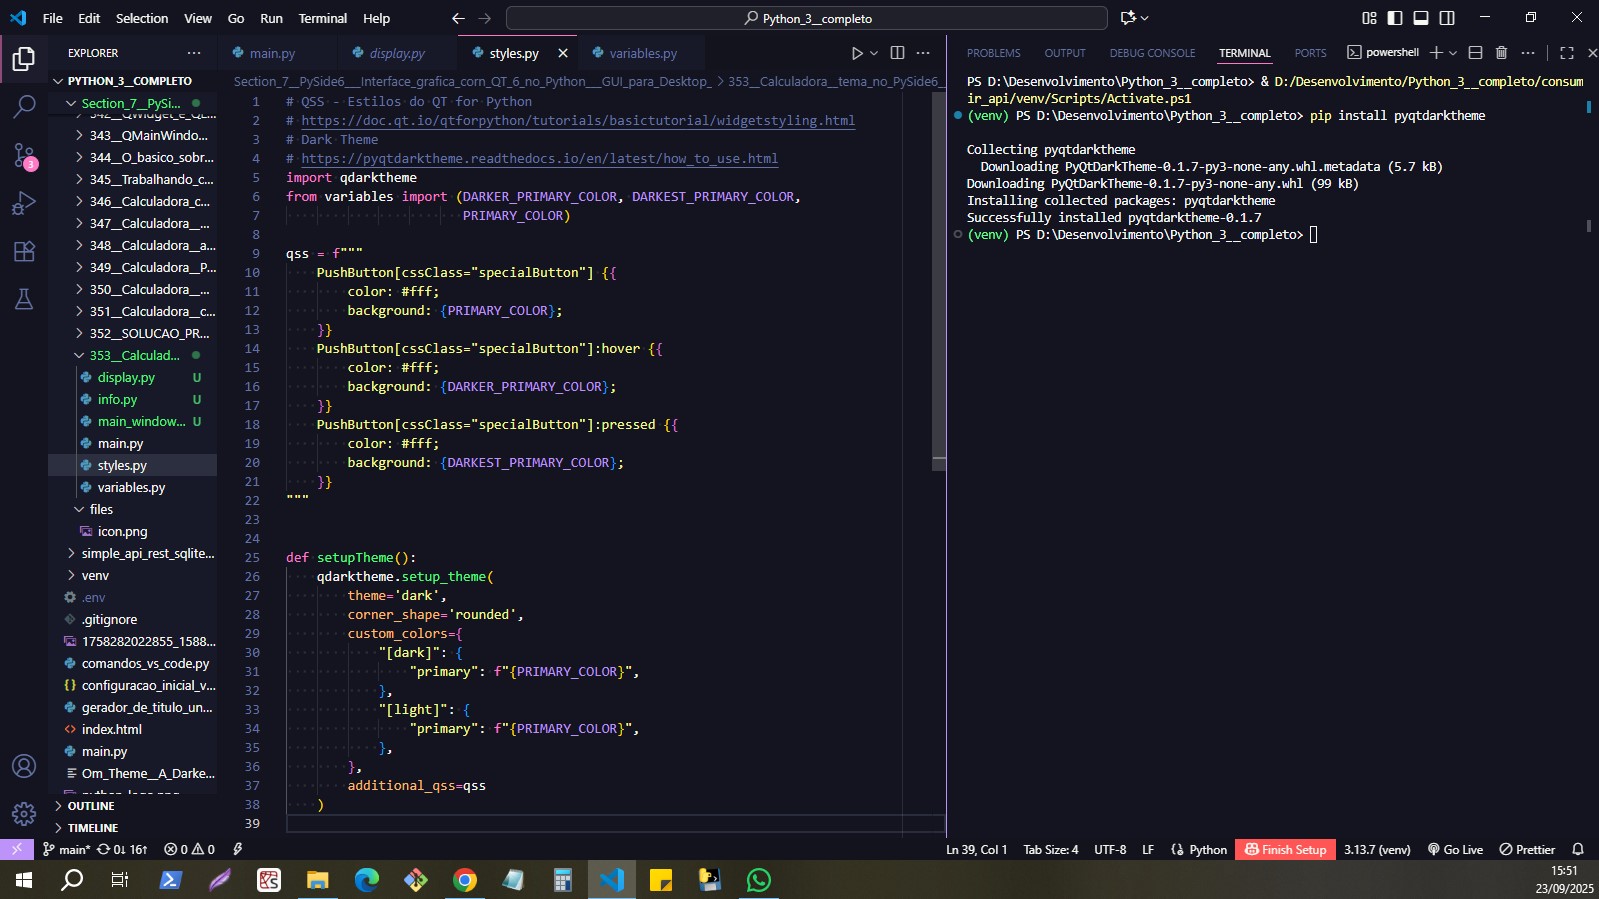 File Edit Selection View Go Run Terminal Help
Python_3__completo
EXPLORER
PYTHON_3__COMPLETO
Section_7__PySi...
342__QWidget_e_QL...
343__QMainWindo...
344__O_basico_sobr...
345__Trabalhando_c...
346__Calculadora_c...
347__Calculadora__...
348__Calculadora__a...
349__Calculadora__P...
350__Calculadora__...
351__Calculadora__c...
352__SOLUCAO_PR...
353__Calculad...
display.py U
info.py U
main_window... U
main.py
styles.py
variables.py
files
icon.png
simple_api_rest_sqlite...
venv
.env
.gitignore
1758282022855_1588...
comandos_vs_code.py
configuracao_inicial_v...
gerador_de_titulo_un...
index.html
main.py
Om_Theme__A_Darke...
OUTLINE
TIMELINE
3
main.py display.py styles.py variables.py
Section_7__PySide6___Interface_grafica_com_QT_6_no_Python___GUI_para_Desktop_ > 353__Calculadora__tema_no_PySide6_
1 # QSS - Estilos do QT for Python
2 # https://doc.qt.io/qtforpython/tutorials/basictutorial/widgetstyling.html
3 # Dark Theme
4 # https://pyqtdarktheme.readthedocs.io/en/latest/how_to_use.html
5 import qdarktheme
6 from variables import (DARKER_PRIMARY_COLOR, DARKEST_PRIMARY_COLOR,
7 PRIMARY_COLOR)
8
9 qss = f"""
10 PushButton[cssClass="specialButton"] {{
11 color: #fff;
12 background: {PRIMARY_COLOR};
13 }}
14 PushButton[cssClass="specialButton"]:hover {{
15 color: #fff;
16 background: {DARKER_PRIMARY_COLOR};
17 }}
18 PushButton[cssClass="specialButton"]:pressed {{
19 color: #fff;
20 background: {DARKEST_PRIMARY_COLOR};
21 }}
22 """
23
24
25 def setupTheme():
26 qdarktheme.setup_theme(
27 theme='dark',
28 corner_shape='rounded',
29 custom_colors={
30 "[dark]": {
31 "primary": f"{PRIMARY_COLOR}",
32 },
33 "[light]": {
34 "primary": f"{PRIMARY_COLOR}",
35 },
36 },
37 additional_qss=qss
38 )
39
PROBLEMS OUTPUT DEBUG CONSOLE TERMINAL PORTS powershell
PS D:\Desenvolvimento\Python_3__completo> & D:/Desenvolvimento/Python_3__completo/consum
ir_api/venv/Scripts/Activate.ps1
(venv) PS D:\Desenvolvimento\Python_3__completo> pip install pyqtdarktheme
Collecting pyqtdarktheme
Downloading PyQtDarkTheme-0.1.7-py3-none-any.whl.metadata (5.7 kB)
Downloading PyQtDarkTheme-0.1.7-py3-none-any.whl (99 kB)
Installing collected packages: pyqtdarktheme
Successfully installed pyqtdarktheme-0.1.7
(venv) PS D:\Desenvolvimento\Python_3__completo>
main* 0↓ 16↑ 0 0 Ln 39, Col 1 Tab Size: 4 UTF-8 LF Python Finish Setup 3.13.7 (venv) Go Live Prettier
15:51
23/09/2025